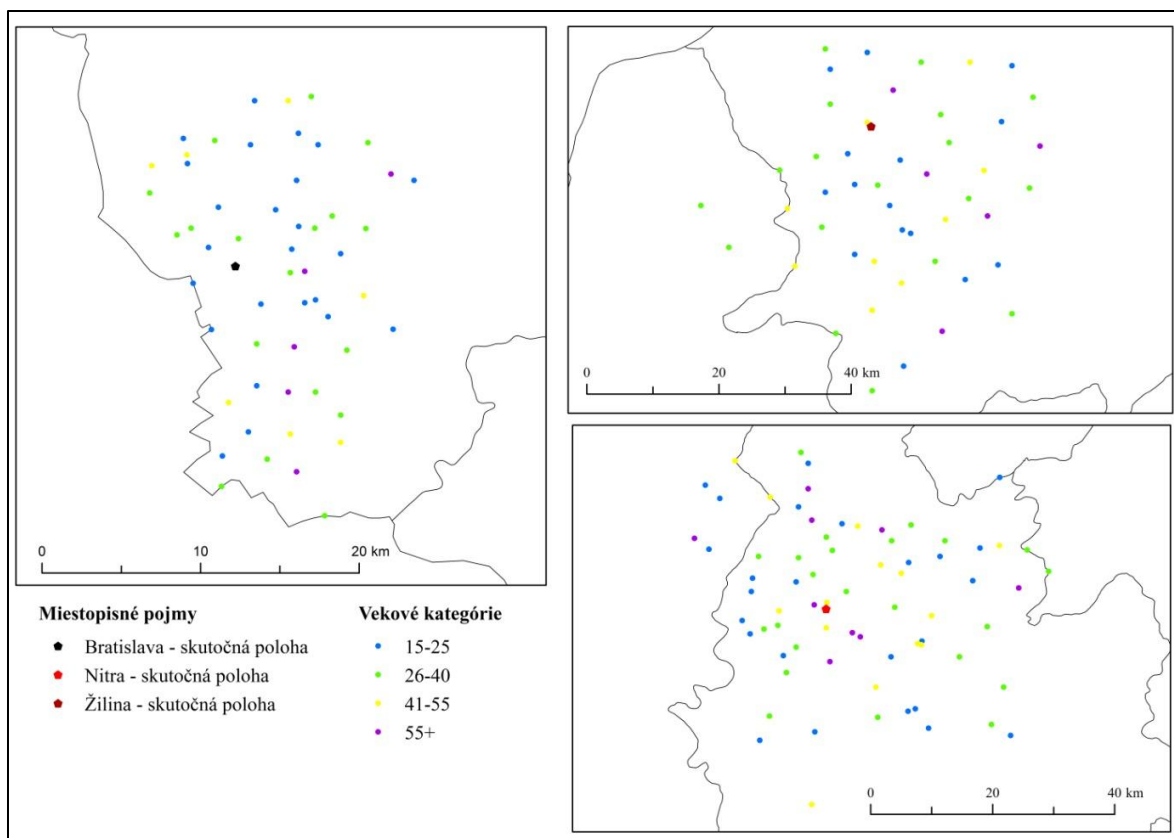 0 10 20 km
0 20 40 km
0 20 40 km
Miestopisné pojmy
Bratislava - skutočná poloha
Nitra - skutočná poloha
Žilina - skutočná poloha
Vekové kategórie
15-25
26-40
41-55
55+